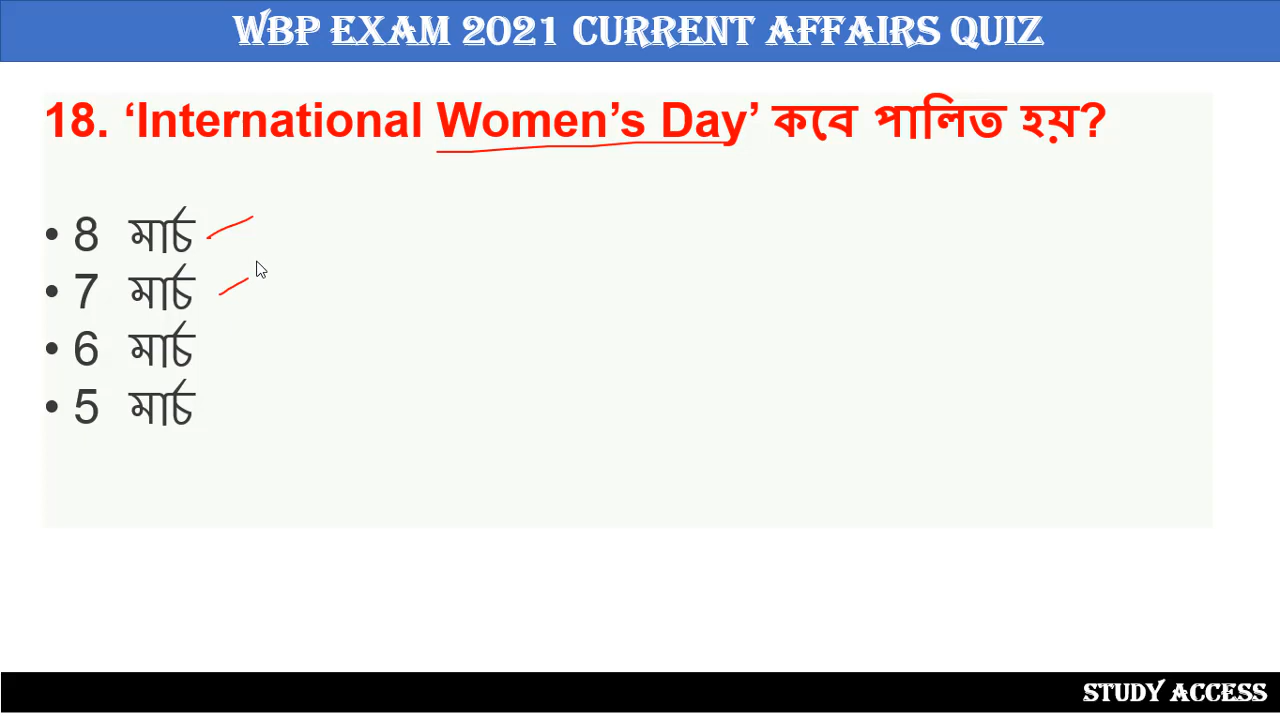 WBP EXAM 2021 CURRENT AFFAIRS QUIZ
18. ‘International Women’s Day’ কবে পালিত হয়?
• 8 মার্চ
• 7 মার্চ
• 6 মার্চ
• 5 মার্চ
STUDY ACCESS